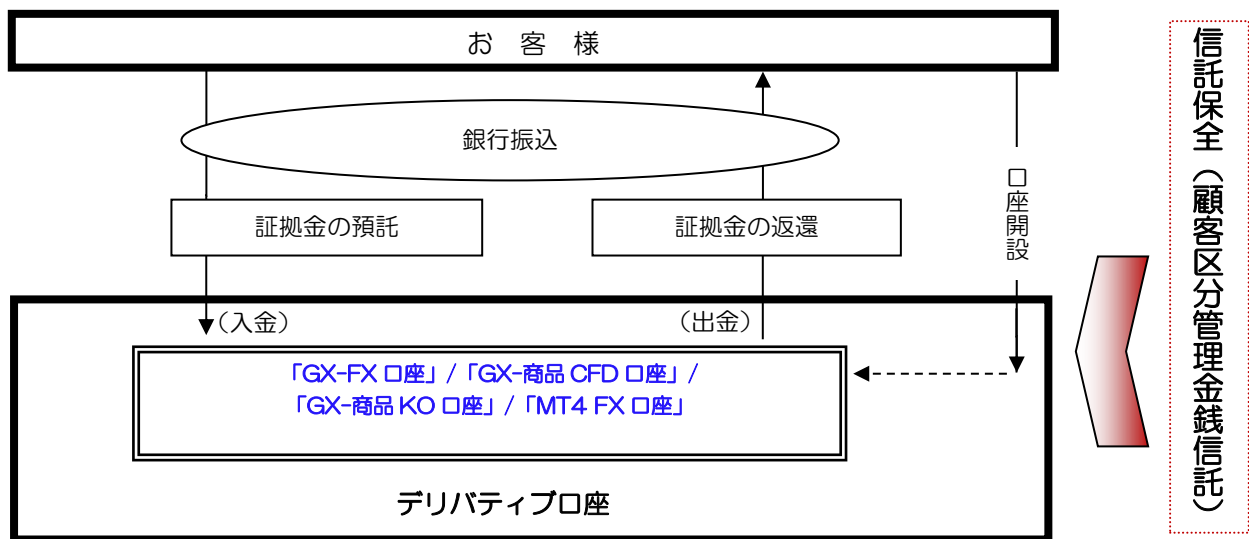 お 客 様
銀行振込
証拠金の預託
証拠金の返還
口座開設
(入金)
(出金)
「GX-FX 口座」/「GX-商品 CFD 口座」/
「GX-商品 KO 口座」/「MT4 FX 口座」
デリバティブ口座
信託保全(顧客区分管理金銭信託)